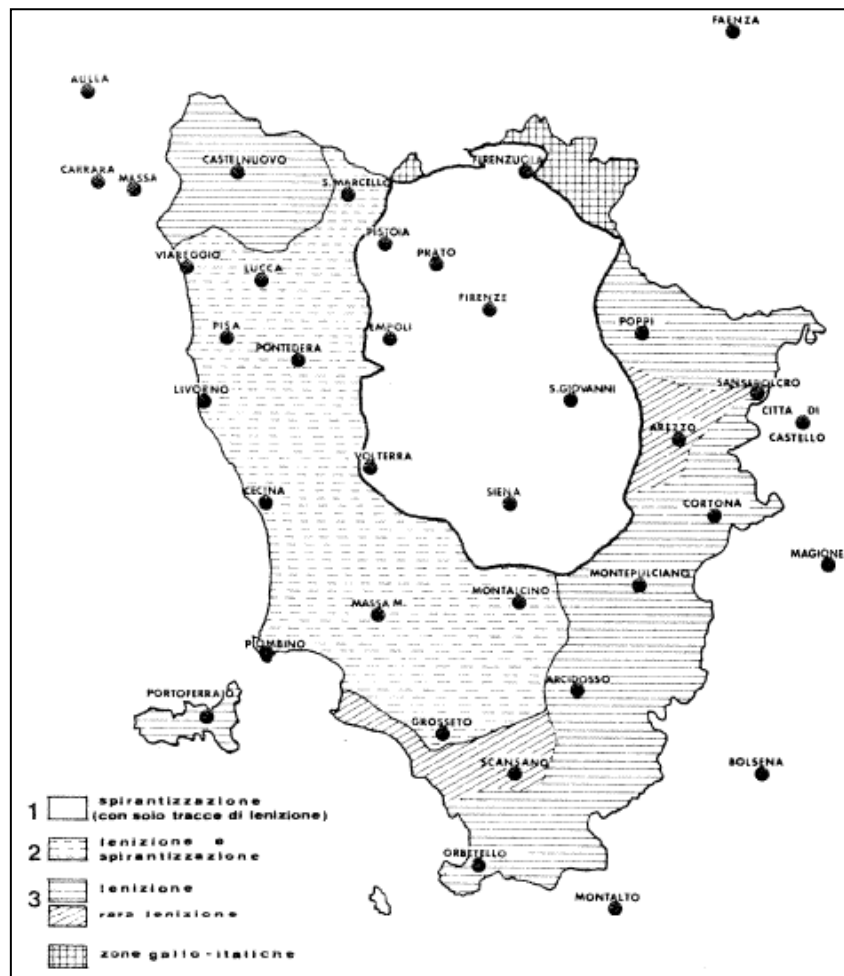 FAENZA
AULLA
CASTELNUOVO
FIRENZUOLA
CARRARA
MASSA
S. MARCELLO
PISTOIA
PRATO
VIAREGGIO
LUCCA
FIRENZE
PISA
EMPOLI
POPPI
PONTEDERA
LIVORNO
S.GIOVANNI
SANSEPOLCRO
CITTA DI
CASTELLO
AREZZO
VOLTERRA
CECINA
SIENA
CORTONA
MAGIONE
MONTEPULCIANO
MASSA M.
MONTALCINO
PIOMBINO
ARCIDOSSO
PORTOFERRAIO
GROSSETO
SCANSANO
BOLSENA
1 spirantizzazione
(con solo tracce di lenizione)
2 lenizione e
spirantizzazione
ORBETELLO
3 lenizione
rara lenizione
MONTALTO
zone gallo-italiche